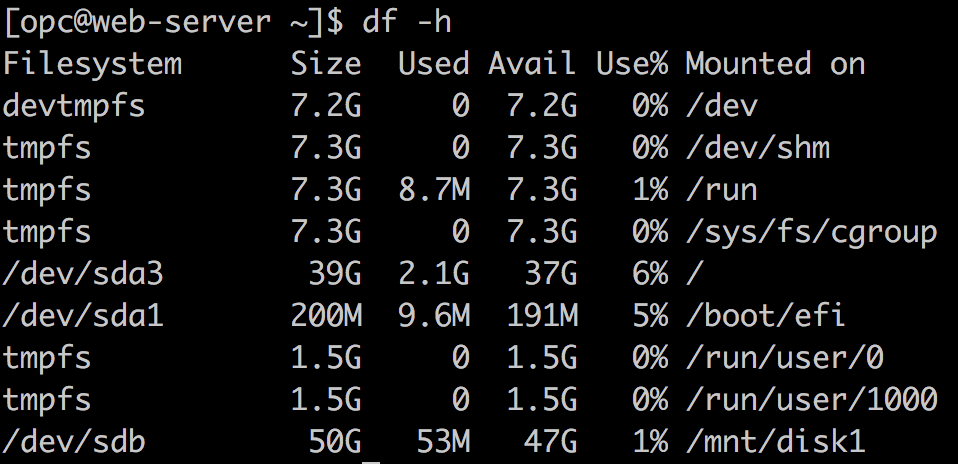 [opc@web-server ~]$ df -h
Filesystem      Size  Used Avail Use% Mounted on
devtmpfs        7.2G     0  7.2G   0% /dev
tmpfs           7.3G     0  7.3G   0% /dev/shm
tmpfs           7.3G  8.7M  7.3G   1% /run
tmpfs           7.3G     0  7.3G   0% /sys/fs/cgroup
/dev/sda3        39G  2.1G   37G   6% /
/dev/sda1       200M  9.6M  191M   5% /boot/efi
tmpfs           1.5G     0  1.5G   0% /run/user/0
tmpfs           1.5G     0  1.5G   0% /run/user/1000
/dev/sdb         50G   53M   47G   1% /mnt/disk1